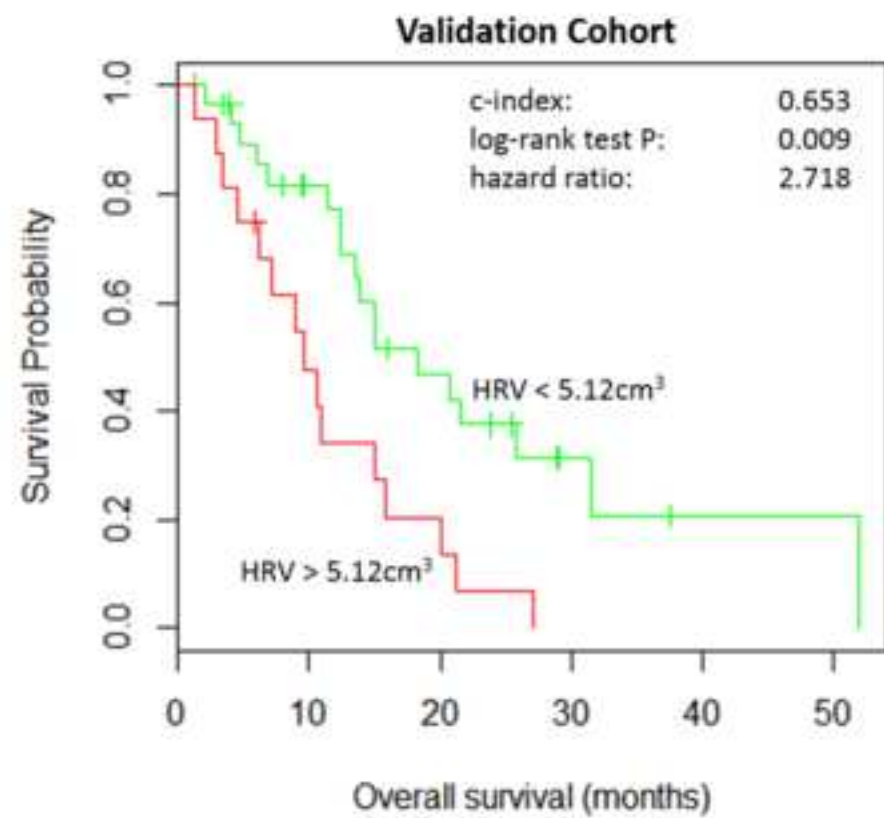 Validation Cohort
c-index: 0.653
log-rank test P: 0.009
hazard ratio: 2.718
Survival Probability
1.0
0.8
0.6
0.4
0.2
0.0
HRV < 5.12cm³
HRV > 5.12cm³
0 10 20 30 40 50
Overall survival (months)